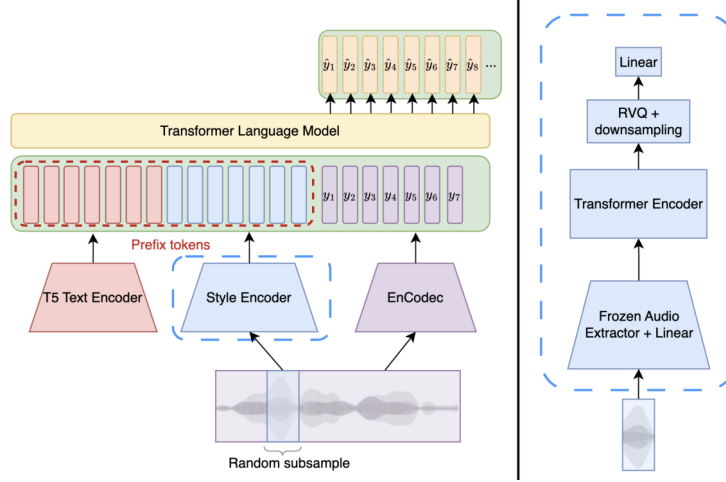 ŷ1 ŷ2 ŷ3 ŷ4 ŷ5 ŷ6 ŷ7 ŷ8 ...
Transformer Language Model
y1 y2 y3 y4 y5 y6 y7
Prefix tokens
T5 Text Encoder
Style Encoder
EnCodec
Random subsample
Linear
RVQ +
downsampling
Transformer Encoder
Frozen Audio
Extractor + Linear